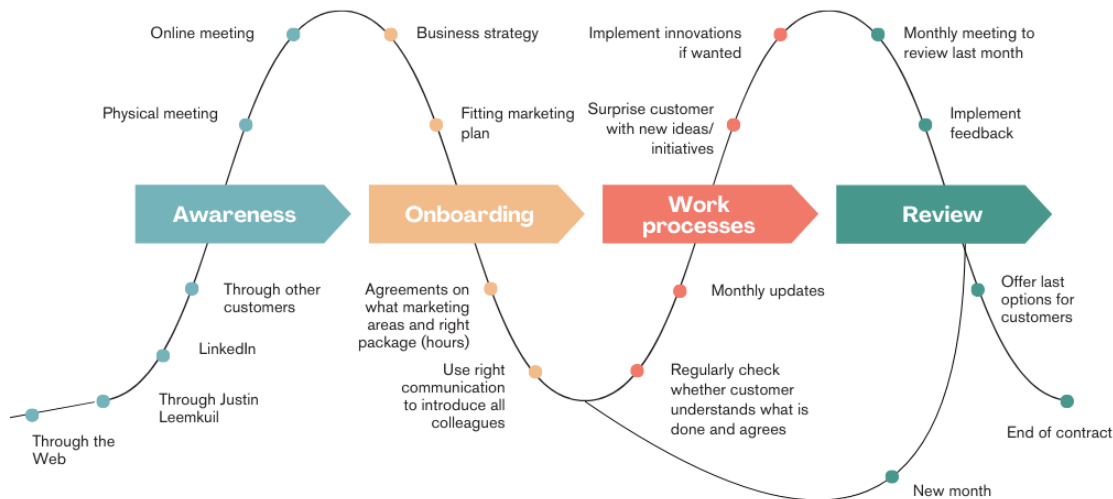 Online meeting
Physical meeting
Business strategy
Fitting marketing
plan
Implement innovations
if wanted
Surprise customer
with new ideas/
initiatives
Monthly meeting to
review last month
Implement
feedback
Awareness
Onboarding
Work
processes
Review
Through other
customers
LinkedIn
Through Justin
Leemkuil
Through the
Web
Agreements on
what marketing
areas and right
package (hours)
Use right
communication
to introduce all
colleagues
Monthly updates
Regularly check
whether customer
understands what is
done and agrees
Offer last
options for
customers
End of contract
New month